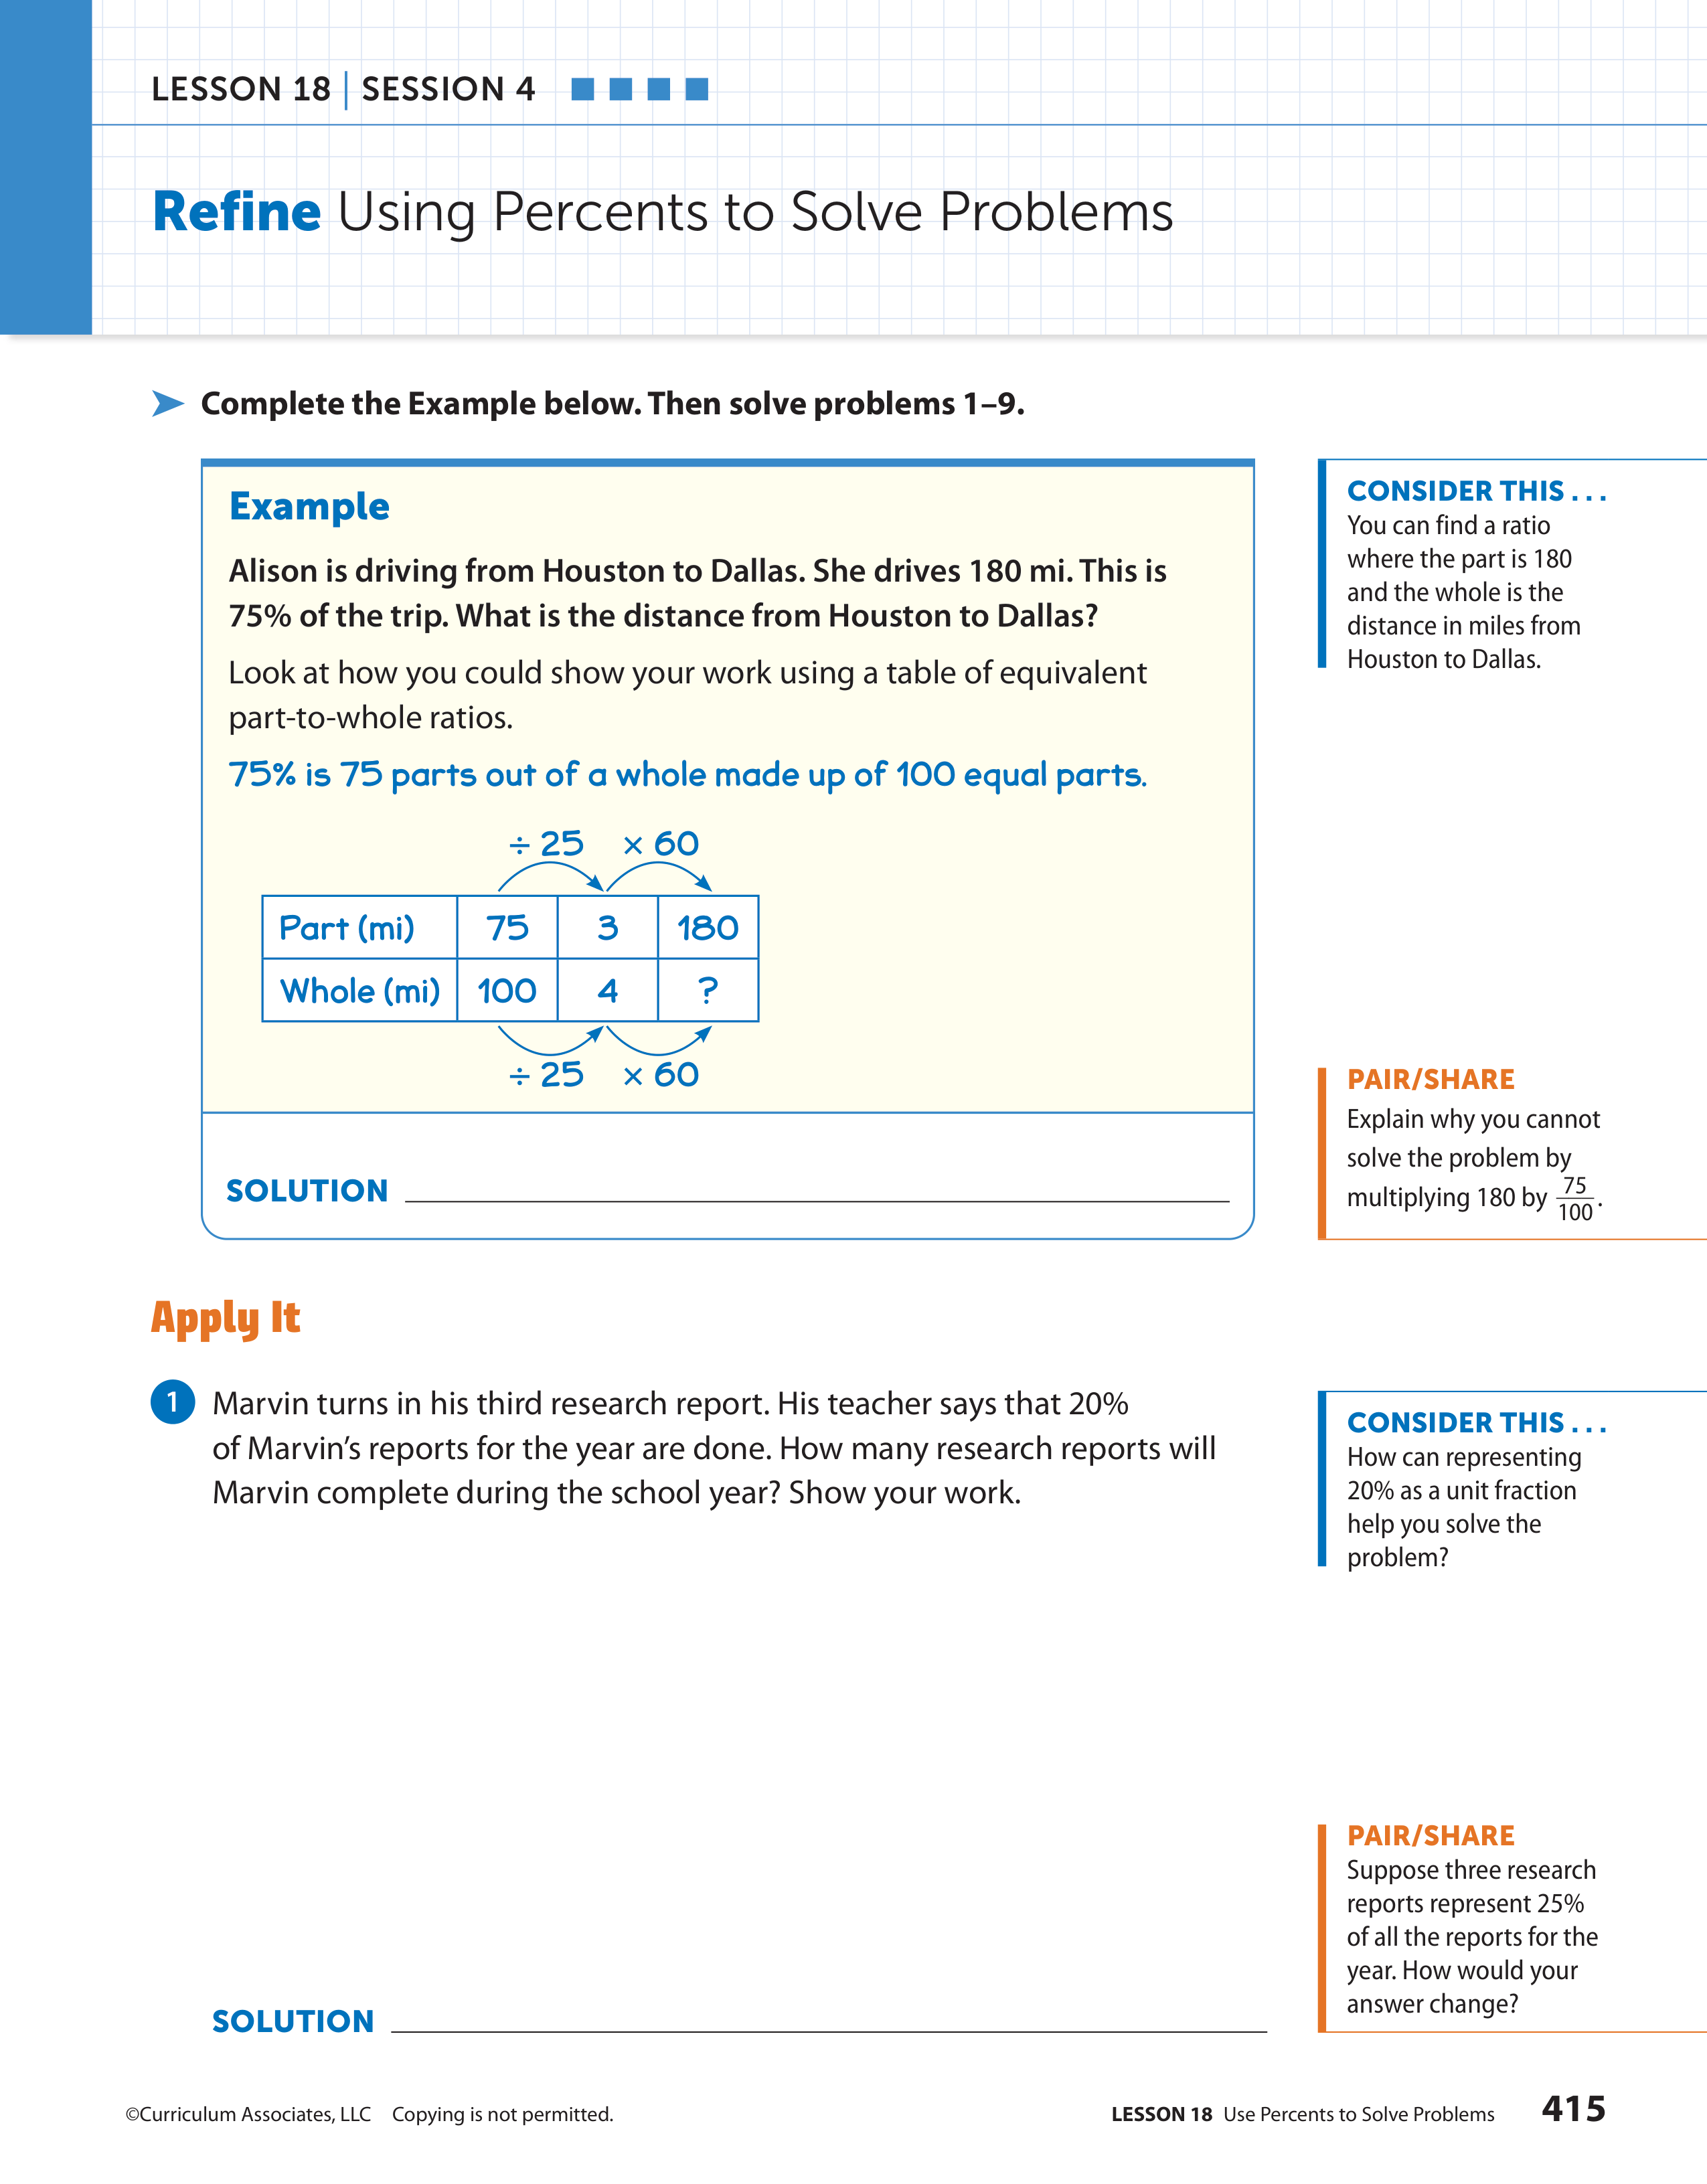 LESSON 18 | SESSION 4
Refine Using Percents to Solve Problems
Complete the Example below. Then solve problems 1–9.
Example
Alison is driving from Houston to Dallas. She drives 180 mi. This is
75% of the trip. What is the distance from Houston to Dallas?
Look at how you could show your work using a table of equivalent
part-to-whole ratios.
75% is 75 parts out of a whole made up of 100 equal parts.
÷ 25 × 60
Part (mi) 75 3 180
Whole (mi) 100 4 ?
÷ 25 × 60
SOLUTION
CONSIDER THIS . . .
You can find a ratio
where the part is 180
and the whole is the
distance in miles from
Houston to Dallas.
PAIR/SHARE
Explain why you cannot
solve the problem by
multiplying 180 by 75/100.
Apply It
1 Marvin turns in his third research report. His teacher says that 20%
of Marvin’s reports for the year are done. How many research reports will
Marvin complete during the school year? Show your work.
SOLUTION
CONSIDER THIS . . .
How can representing
20% as a unit fraction
help you solve the
problem?
PAIR/SHARE
Suppose three research
reports represent 25%
of all the reports for the
year. How would your
answer change?
©Curriculum Associates, LLC Copying is not permitted.
LESSON 18 Use Percents to Solve Problems 415